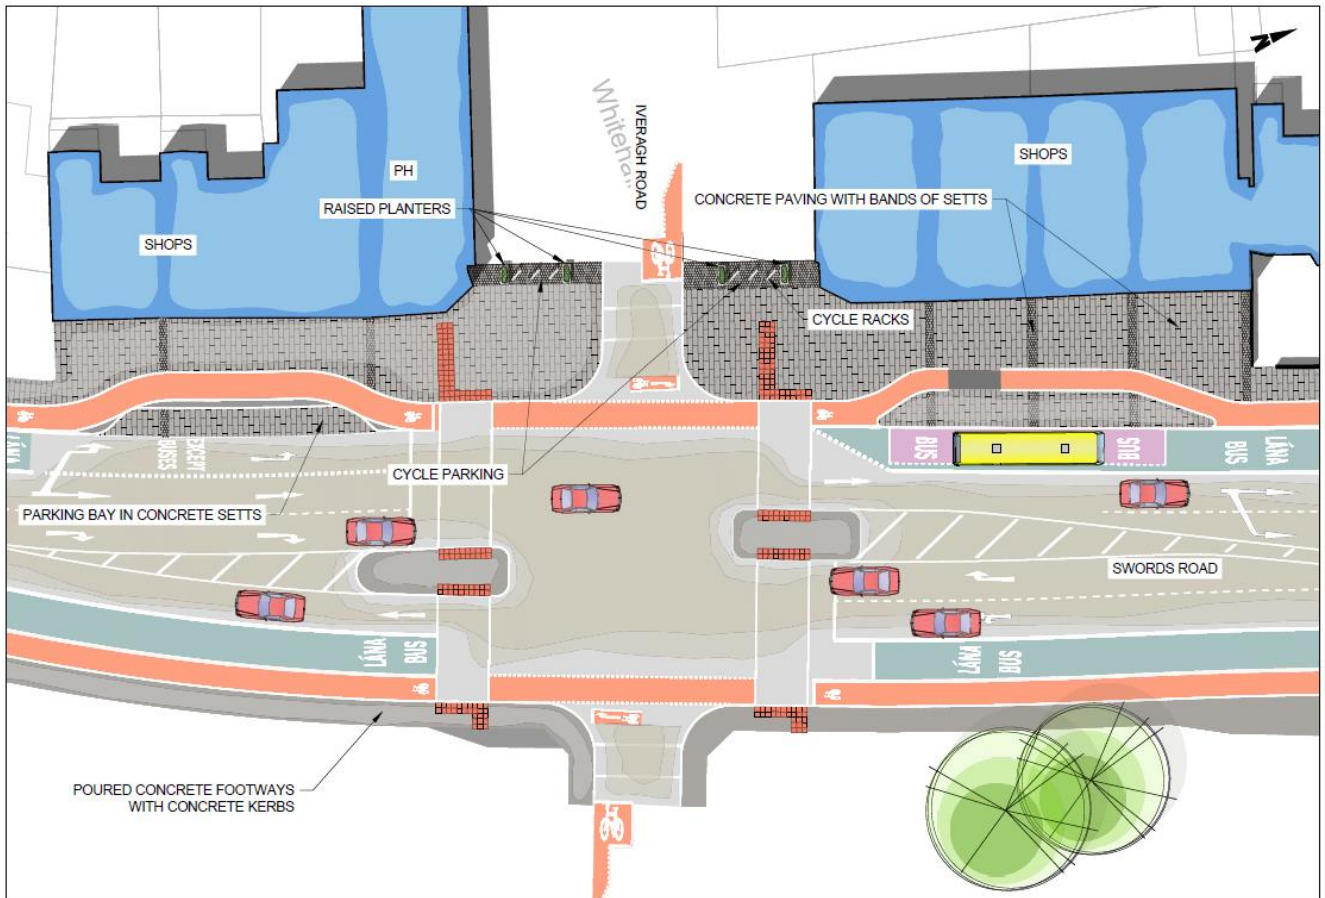 N
Whiteha
IVERAGH ROAD
PH
SHOPS
RAISED PLANTERS
CONCRETE PAVING WITH BANDS OF SETTS
SHOPS
CYCLE RACKS
LÁNA
EXCEPT
BUSES
CYCLE PARKING
BUS
BUS
BUS
LÁNA
PARKING BAY IN CONCRETE SETTS
SWORDS ROAD
LÁNA
BUS
LÁNA
BUS
POURED CONCRETE FOOTWAYS
WITH CONCRETE KERBS